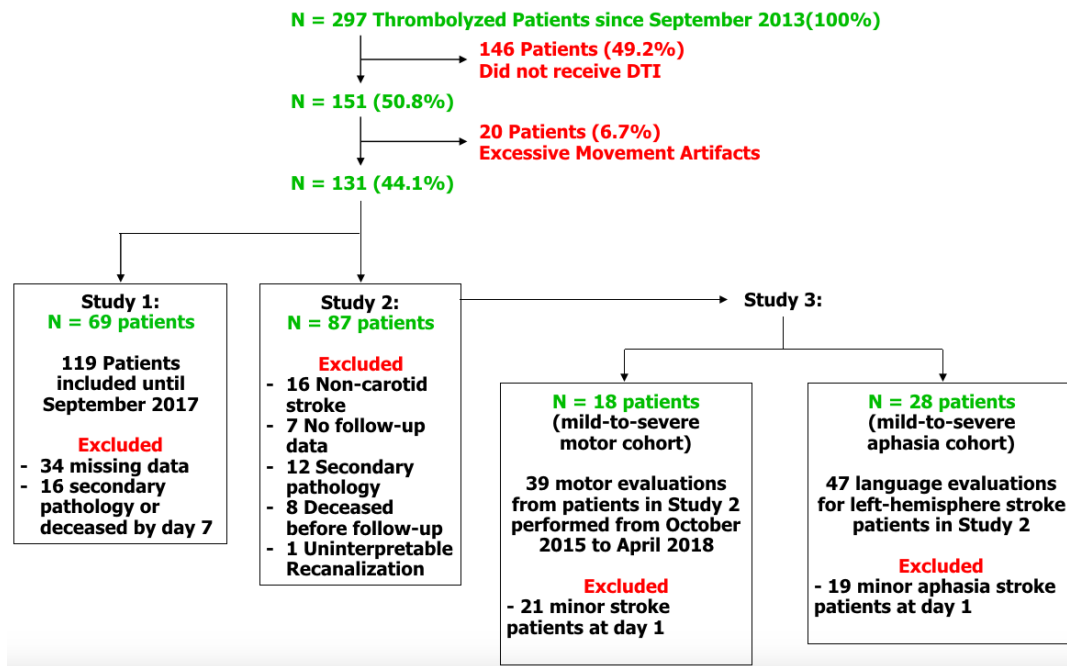 N = 297 Thrombolyzed Patients since September 2013(100%)
146 Patients (49.2%)
Did not receive DTI
N = 151 (50.8%)
20 Patients (6.7%)
Excessive Movement Artifacts
N = 131 (44.1%)
Study 1:
N = 69 patients
119 Patients
included until
September 2017
Excluded
- 34 missing data
- 16 secondary
pathology or
deceased by day 7
Study 2:
N = 87 patients
Excluded
- 16 Non-carotid
stroke
- 7 No follow-up
data
- 12 Secondary
pathology
- 8 Deceased
before follow-up
- 1 Uninterpretable
Recanalization
Study 3:
N = 18 patients
(mild-to-severe
motor cohort)
39 motor evaluations
from patients in Study 2
performed from October
2015 to April 2018
Excluded
- 21 minor stroke
patients at day 1
N = 28 patients
(mild-to-severe
aphasia cohort)
47 language evaluations
for left-hemisphere stroke
patients in Study 2
Excluded
- 19 minor aphasia stroke
patients at day 1